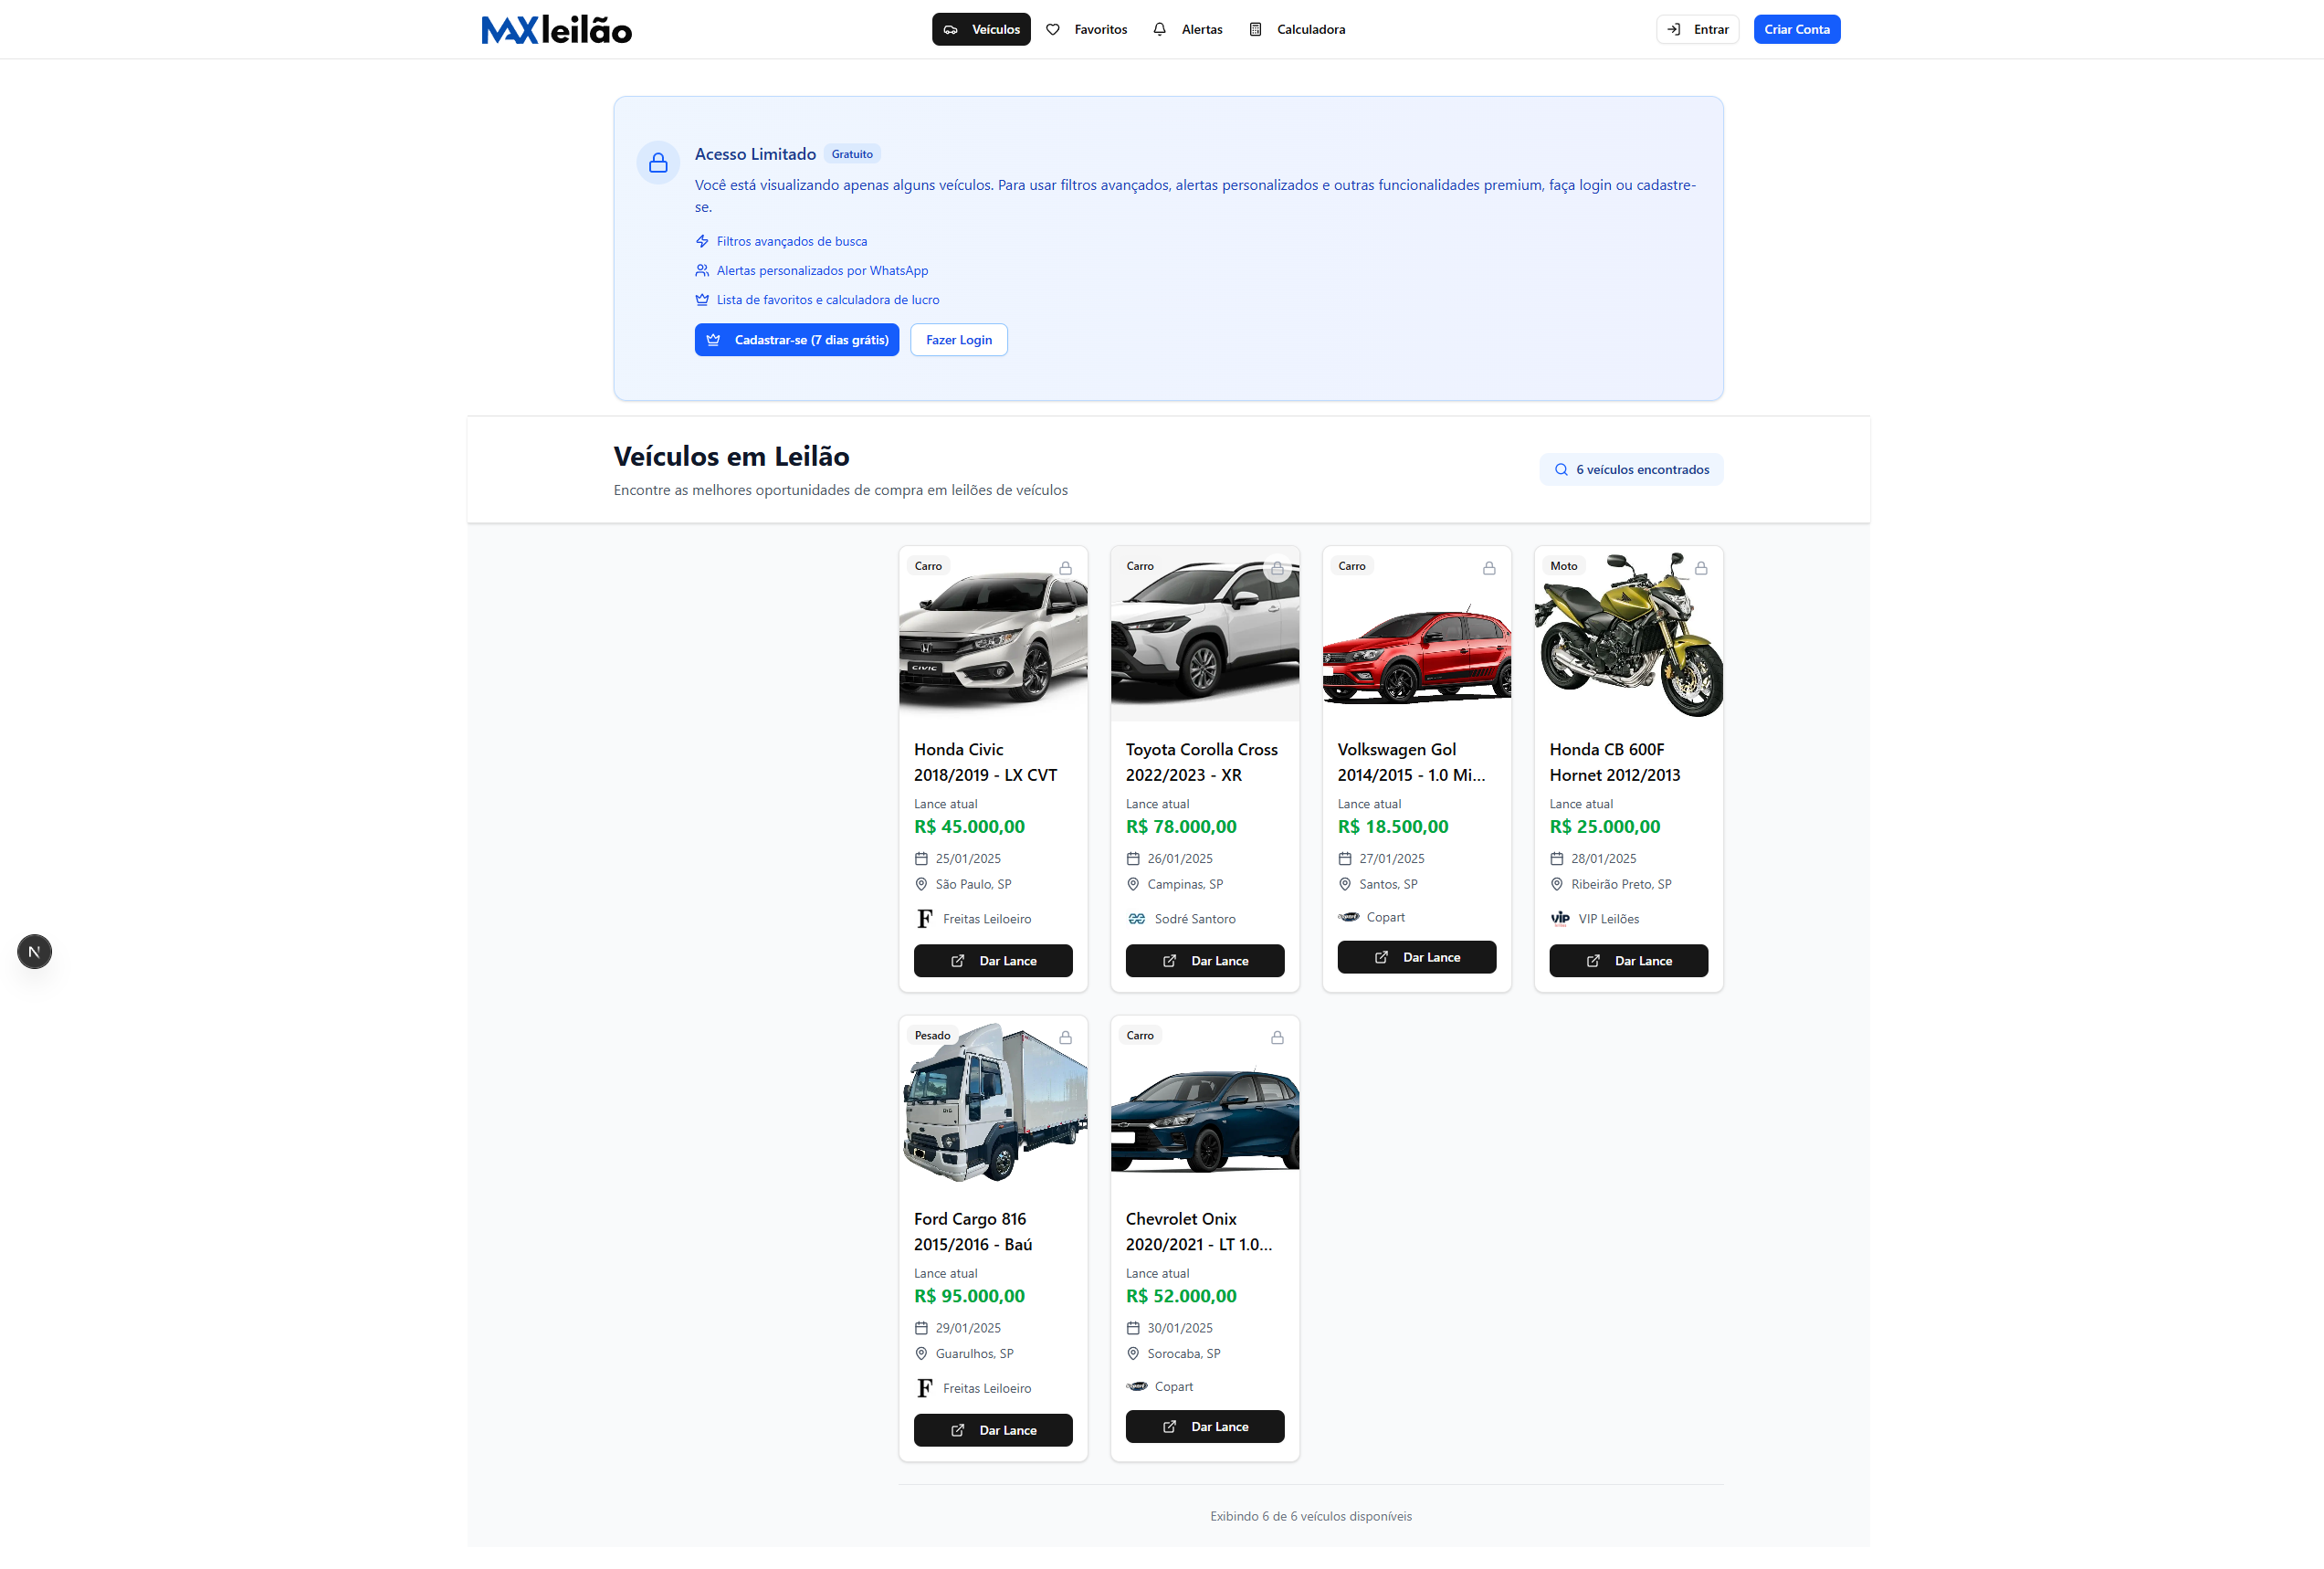 MAXleilão
Veículos
Favoritos
Alertas
Calculadora
Entrar
Criar Conta
Acesso Limitado
Gratuito
Você está visualizando apenas alguns veículos. Para usar filtros avançados, alertas personalizados e outras funcionalidades premium, faça login ou cadastre-
se.
Filtros avançados de busca
Alertas personalizados por WhatsApp
Lista de favoritos e calculadora de lucro
Cadastrar-se (7 dias grátis)
Fazer Login
Veículos em Leilão
Encontre as melhores oportunidades de compra em leilões de veículos
6 veículos encontrados
Carro
CIVIC
Honda Civic
2018/2019 - LX CVT
Lance atual
R$ 45.000,00
25/01/2025
São Paulo, SP
F
Freitas Leiloeiro
Dar Lance
Carro
Toyota Corolla Cross
2022/2023 - XR
Lance atual
R$ 78.000,00
26/01/2025
Campinas, SP
Sodré Santoro
Dar Lance
Carro
Volkswagen Gol
2014/2015 - 1.0 Mi...
Lance atual
R$ 18.500,00
27/01/2025
Santos, SP
Copart
Copart
Dar Lance
Moto
Honda CB 600F
Hornet 2012/2013
Lance atual
R$ 25.000,00
28/01/2025
Ribeirão Preto, SP
vip
VIP Leilões
Dar Lance
N
Pesado
Ford Cargo 816
2015/2016 - Baú
Lance atual
R$ 95.000,00
29/01/2025
Guarulhos, SP
F
Freitas Leiloeiro
Dar Lance
Carro
Chevrolet Onix
2020/2021 - LT 1.0...
Lance atual
R$ 52.000,00
30/01/2025
Sorocaba, SP
Copart
Copart
Dar Lance
Exibindo 6 de 6 veículos disponíveis